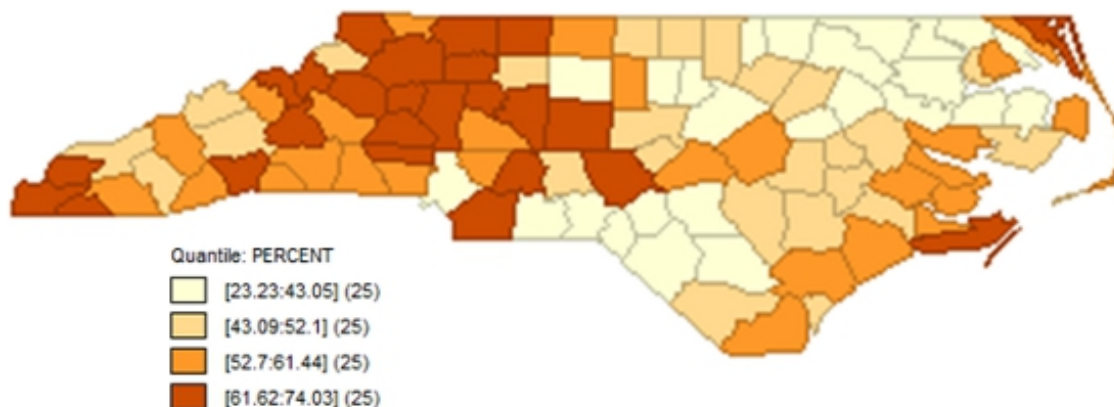 Quantile: PERCENT
[23.23:43.05] (25)
[43.09:52.1] (25)
[52.7:61.44] (25)
[61.62:74.03] (25)